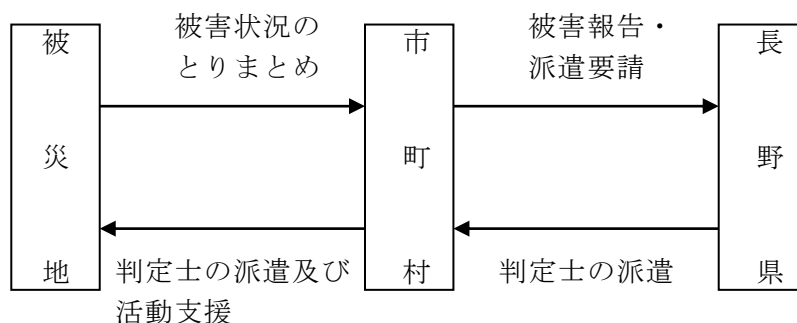 被災地
被害状況の
とりまとめ
市町村
被害報告・
派遣要請
長野県
判定士の派遣及び
活動支援
判定士の派遣